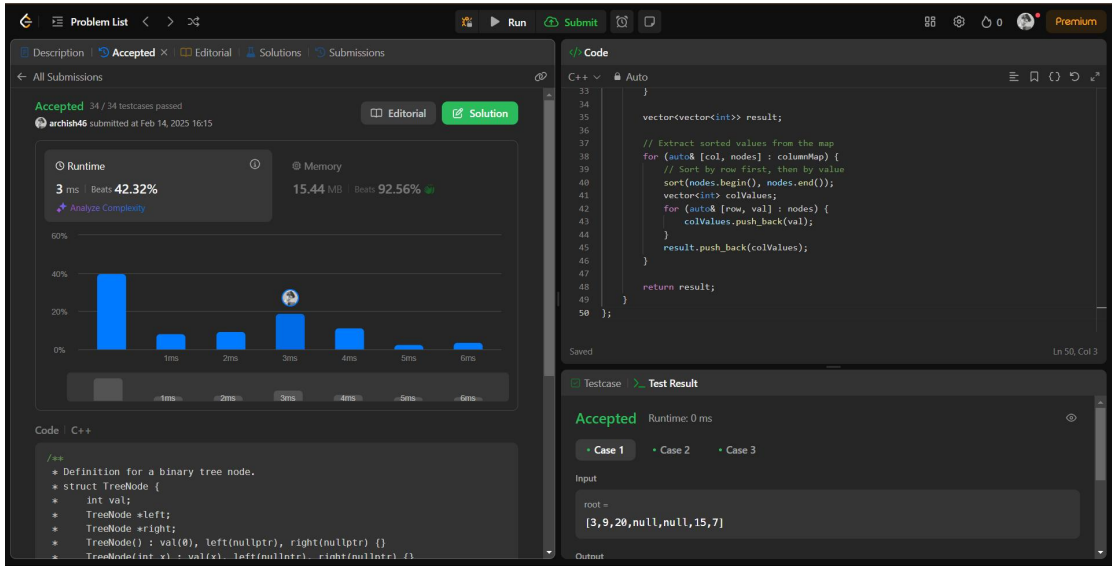 Problem List
Run
Submit
0
Premium
Description
Accepted
Editorial
Solutions
Submissions
All Submissions
Accepted 34 / 34 testcases passed
archish46 submitted at Feb 14, 2025 16:15
Editorial
Solution
Runtime
3 ms Beats 42.32%
Analyze Complexity
Memory
15.44 MB Beats 92.56%
60%
40%
20%
0%
1ms 2ms 3ms 4ms 5ms 6ms
1ms 2ms 3ms 4ms 5ms 6ms
Code C++
/**
* Definition for a binary tree node.
* struct TreeNode {
* int val;
* TreeNode *left;
* TreeNode *right;
* TreeNode() : val(0), left(nullptr), right(nullptr) {}
* TreeNode(int x) : val(x), left(nullptr), right(nullptr) {}
</> Code
C++ Auto
33 }
34
35 vector<vector<int>> result;
36
37 // Extract sorted values from the map
38 for (auto& [col, nodes] : columnMap) {
39 // Sort by row first, then by value
40 sort(nodes.begin(), nodes.end());
41 vector<int> colValues;
42 for (auto& [row, val] : nodes) {
43 colValues.push_back(val);
44 }
45 result.push_back(colValues);
46 }
47
48 return result;
49 }
50 };
Saved
Ln 50, Col 3
Testcase
>_ Test Result
Accepted Runtime: 0 ms
• Case 1 • Case 2 • Case 3
Input
root =
[3,9,20,null,null,15,7]
Output